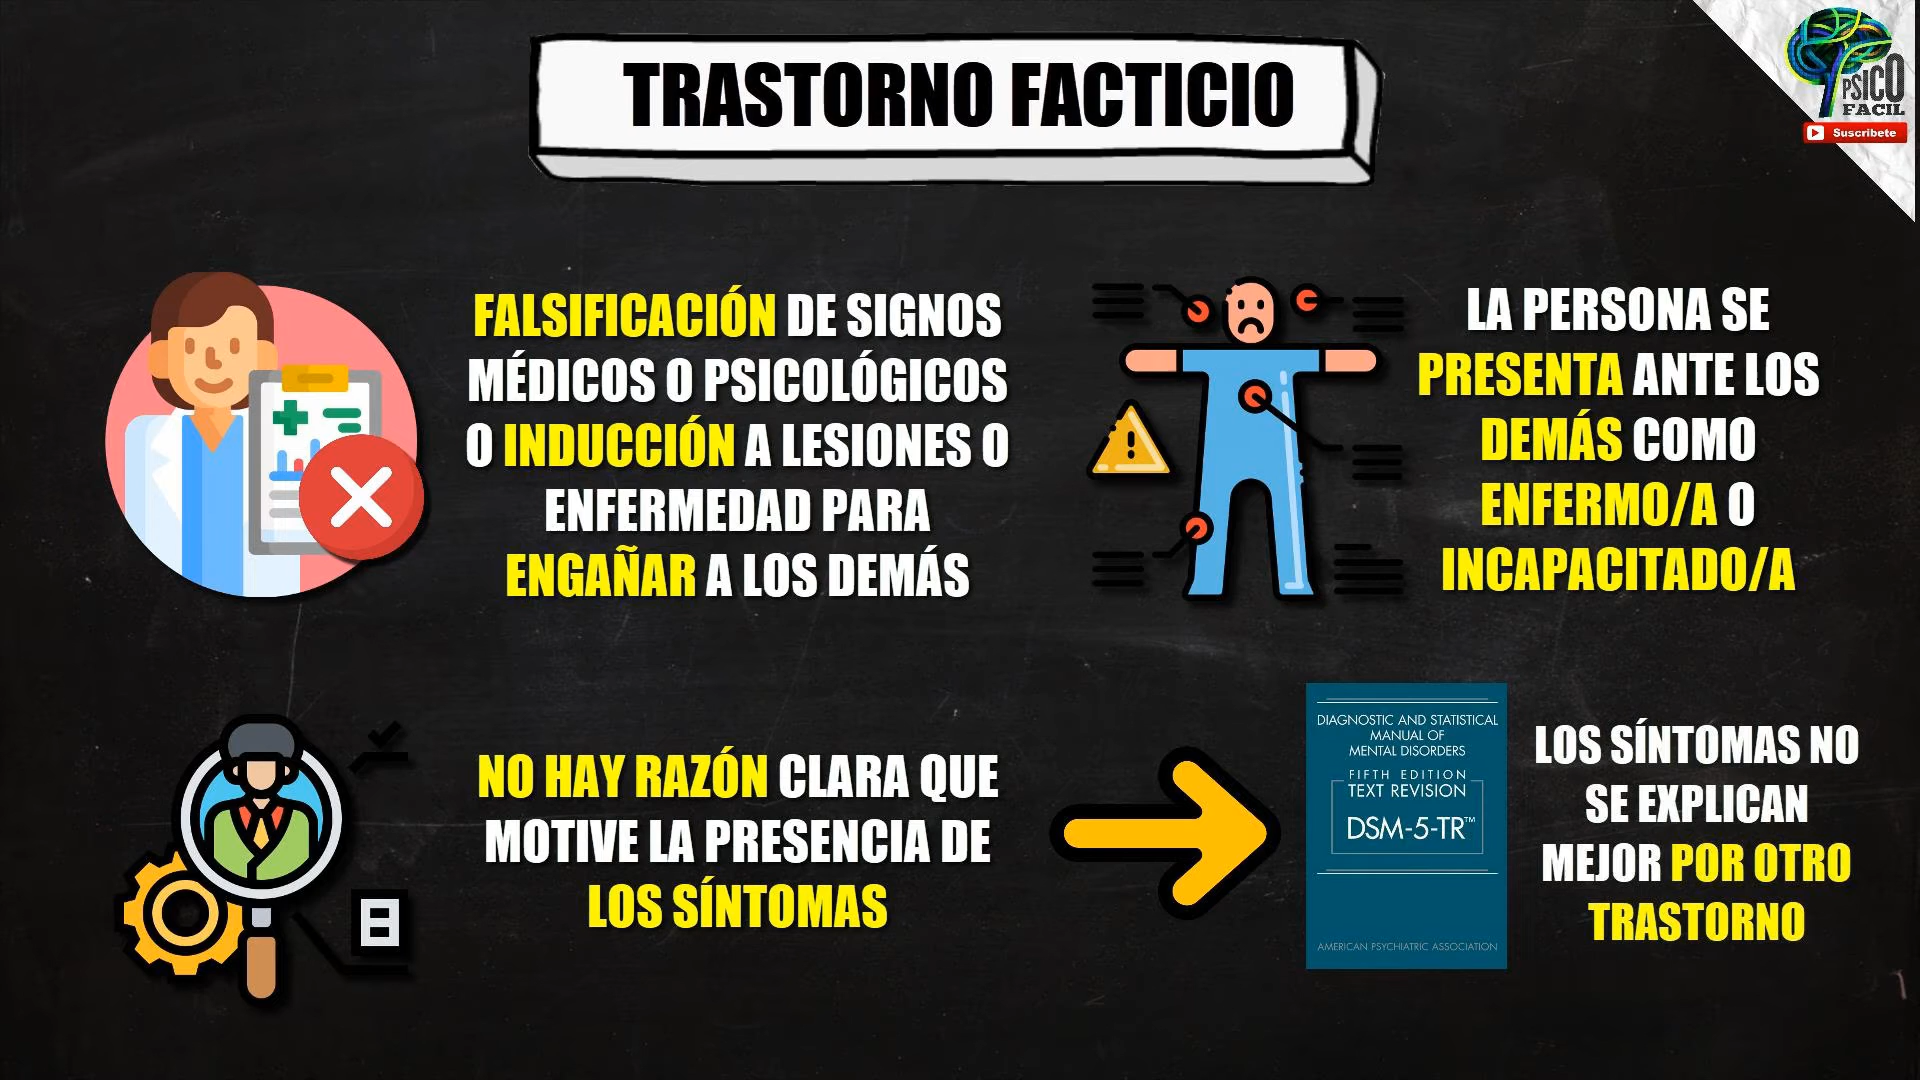 TRASTORNO FACTICIO
PSICO
FACIL
Suscribete
FALSIFICACIÓN DE SIGNOS
MÉDICOS O PSICOLÓGICOS
O INDUCCIÓN A LESIONES O
ENFERMEDAD PARA
ENGAÑAR A LOS DEMÁS
LA PERSONA SE
PRESENTA ANTE LOS
DEMÁS COMO
ENFERMO/A O
INCAPACITADO/A
NO HAY RAZÓN CLARA QUE
MOTIVE LA PRESENCIA DE
LOS SÍNTOMAS
DIAGNOSTIC AND STATISTICAL
MANUAL OF
MENTAL DISORDERS
FIFTH EDITION
TEXT REVISION
DSM-5-TR™
AMERICAN PSYCHIATRIC ASSOCIATION
LOS SÍNTOMAS NO
SE EXPLICAN
MEJOR POR OTRO
TRASTORNO